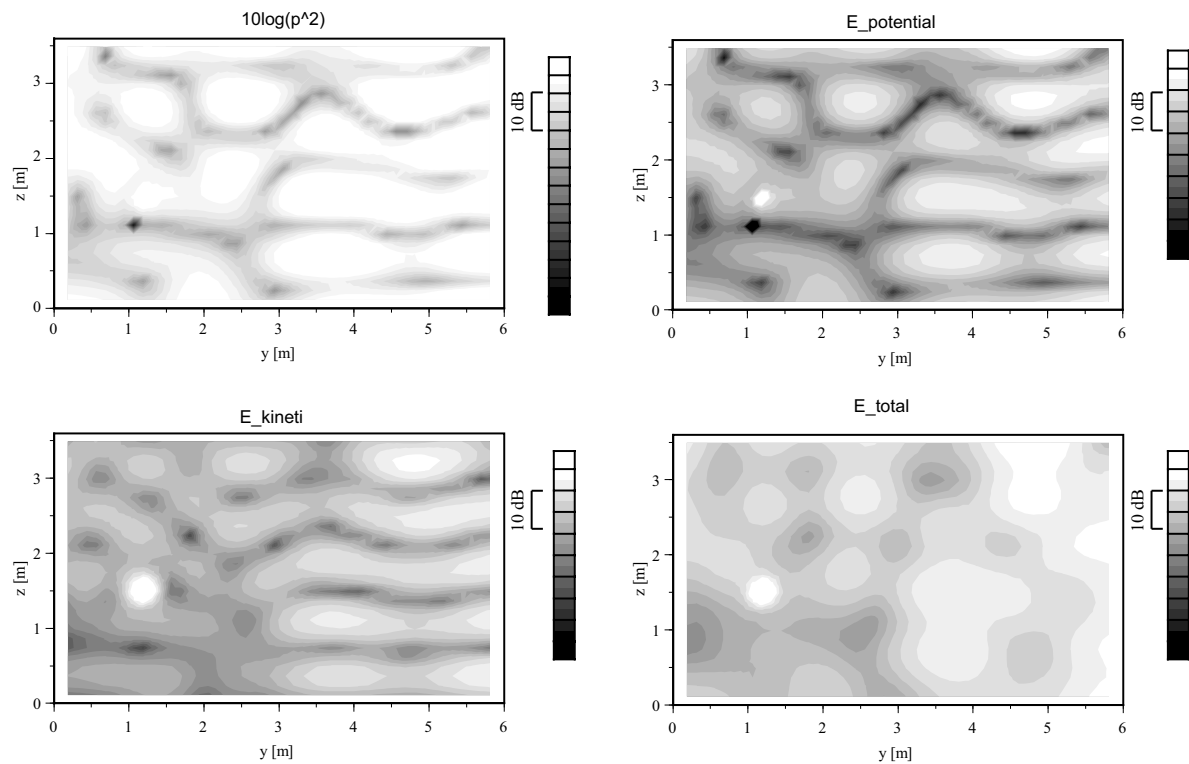 10log(p^2)
3
2
1
0
z [m]
0 1 2 3 4 5 6
y [m]
10 dB
E_potential
3
2
1
0
z [m]
0 1 2 3 4 5 6
y [m]
10 dB
E_kineti
3
2
1
0
z [m]
0 1 2 3 4 5 6
y [m]
10 dB
E_total
3
2
1
0
z [m]
0 1 2 3 4 5 6
y [m]
10 dB